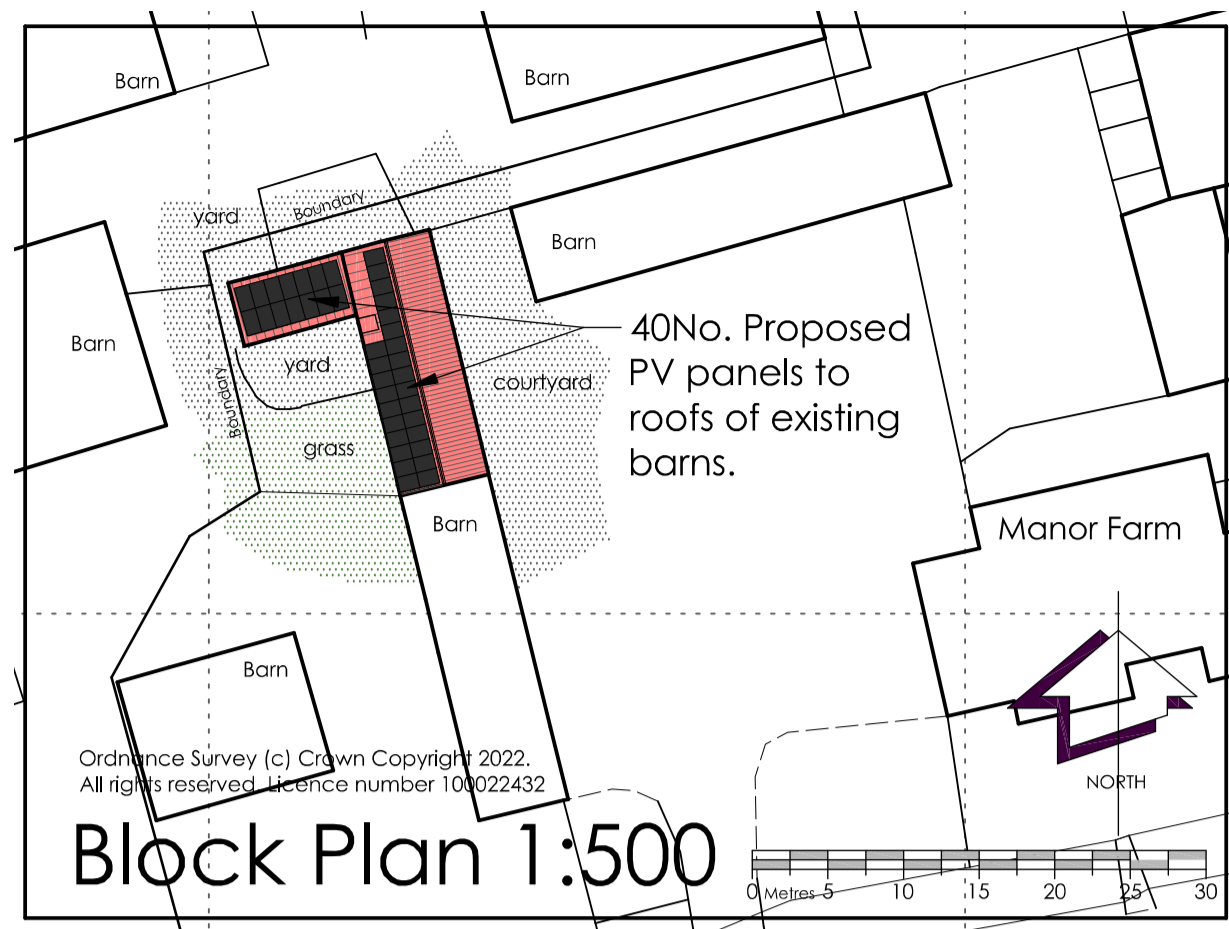 Barn
Barn
yard
Boundary
Barn
Barn
40No. Proposed
PV panels to
roofs of existing
barns.
yard
courtyard
Boundary
grass
Barn
Manor Farm
Barn
Ordnance Survey (c) Crown Copyright 2022.
All rights reserved. Licence number 100022432
NORTH
Block Plan 1:500
0 Metres 5 10 15 20 25 30